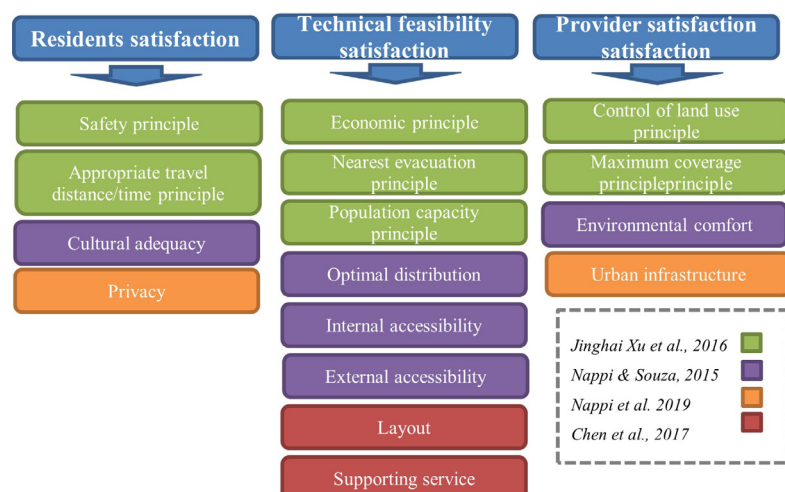 Residents satisfaction
Technical feasibility
satisfaction
Provider satisfaction
satisfaction
Safety principle
Appropriate travel
distance/time principle
Cultural adequacy
Privacy
Economic principle
Nearest evacuation
principle
Population capacity
principle
Optimal distribution
Internal accessibility
External accessibility
Layout
Supporting service
Control of land use
principle
Maximum coverage
principleprinciple
Environmental comfort
Urban infrastructure
Jinghai Xu et al., 2016
Nappi & Souza, 2015
Nappi et al. 2019
Chen et al., 2017